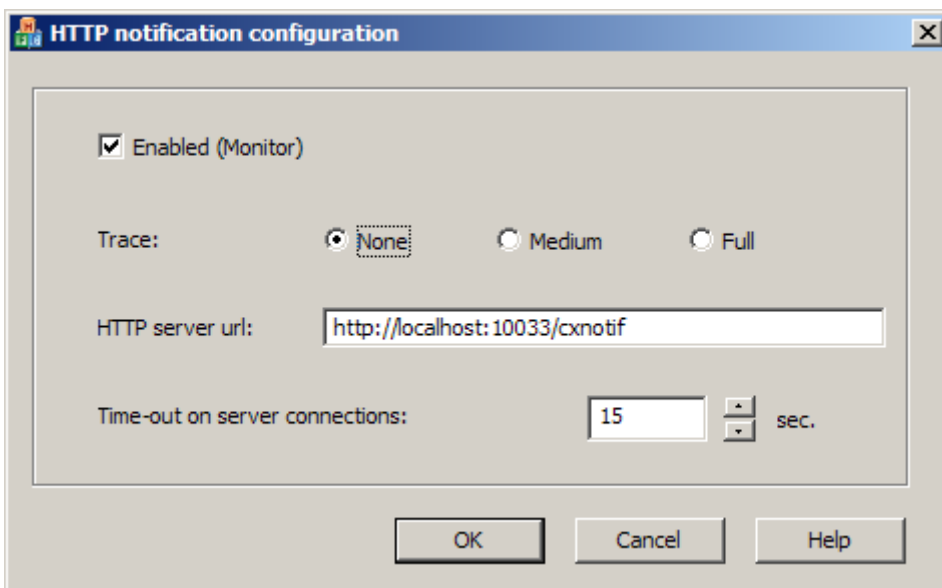 HTTP notification configuration
Enabled (Monitor)
Trace: None Medium Full
HTTP server url: http://localhost:10033/cxnotif
Time-out on server connections: 15 sec.
OK Cancel Help